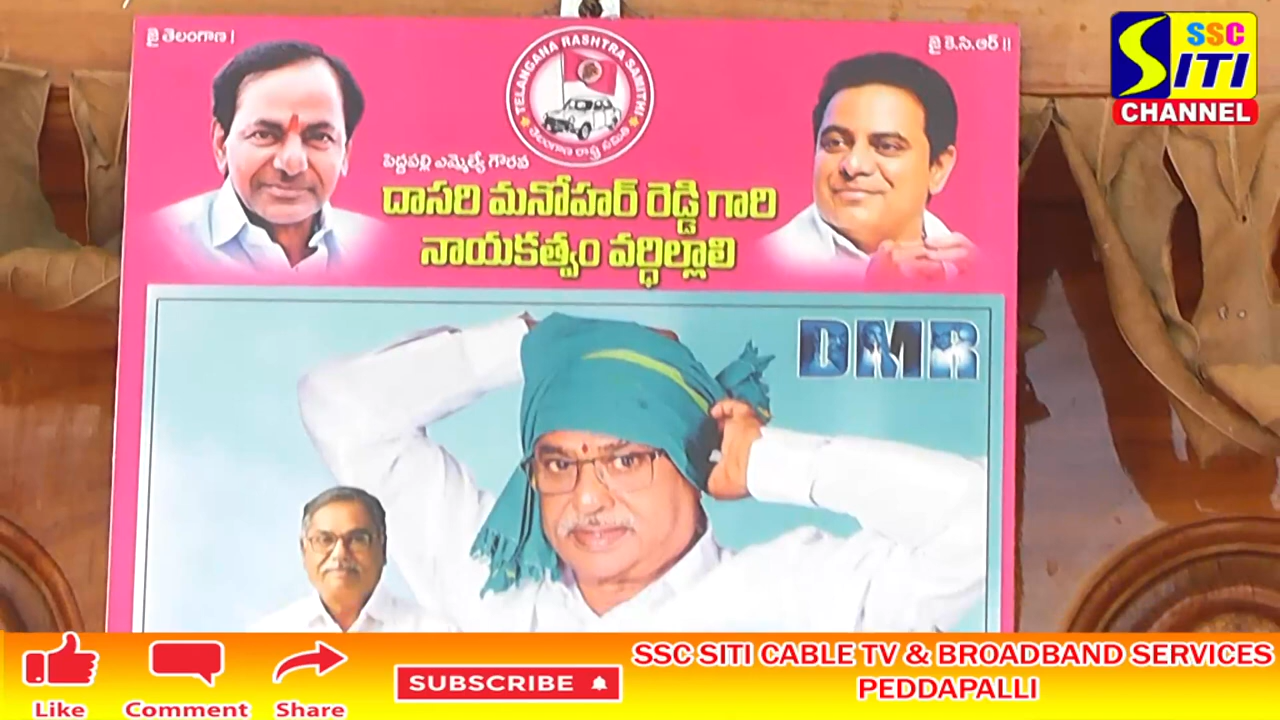 జై తెలంగాణ |
జై కె.సి.ఆర్ ||
TELANGANA RASHTRA SAMITHI
తెలంగాణ రాష్ట్ర సమితి
పెద్దపల్లి ఎమ్మెల్యే గౌరవ
దాసరి మనోహర్ రెడ్డి గారి
నాయకత్వం వర్ధిల్లాలి
DMR
SSC
SITI
CHANNEL
Like
Comment
Share
SUBSCRIBE
SSC SITI CABLE TV & BROADBAND SERVICES
PEDDAPALLI